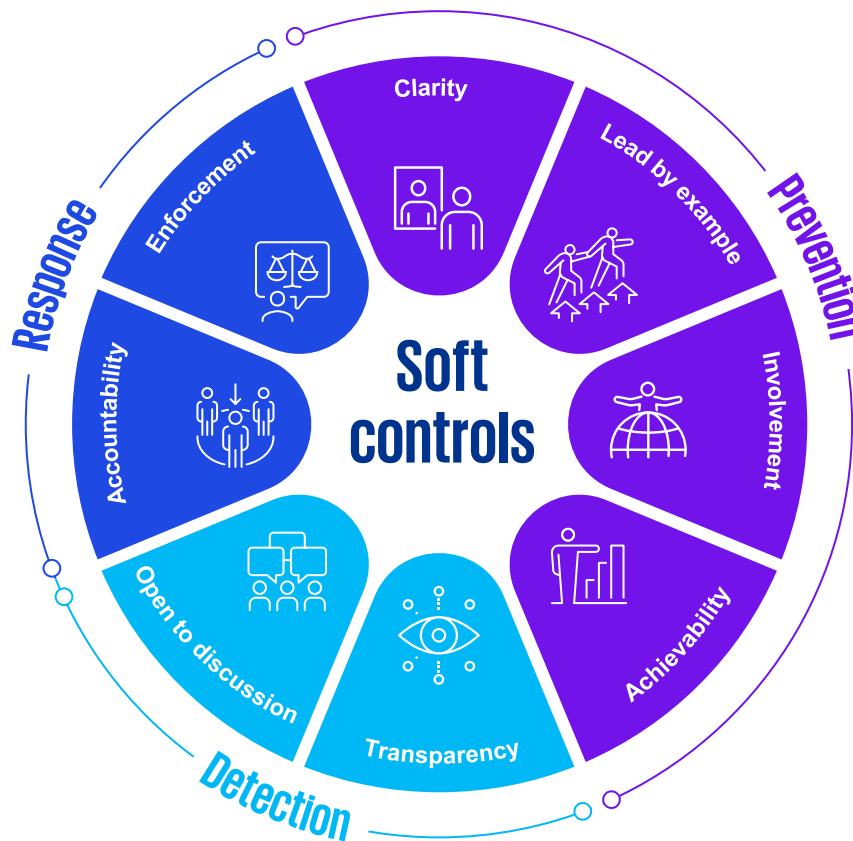 Clarity
Lead by example
Prevention
Involvement
Achievability
Transparency
Detection
Open to discussion
Accountability
Response
Enforcement
Soft
controls